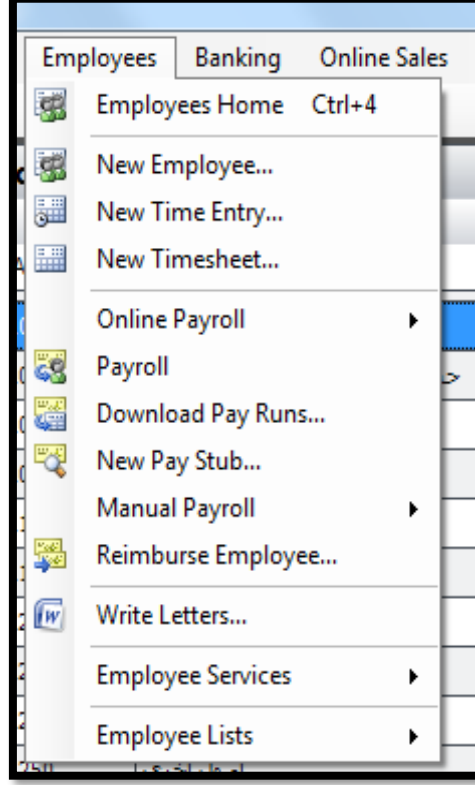 Employees Banking Online Sales
Employees Home Ctrl+4
New Employee...
New Time Entry...
New Timesheet...
Online Payroll
Payroll
Download Pay Runs...
New Pay Stub...
Manual Payroll
Reimburse Employee...
Write Letters...
Employee Services
Employee Lists